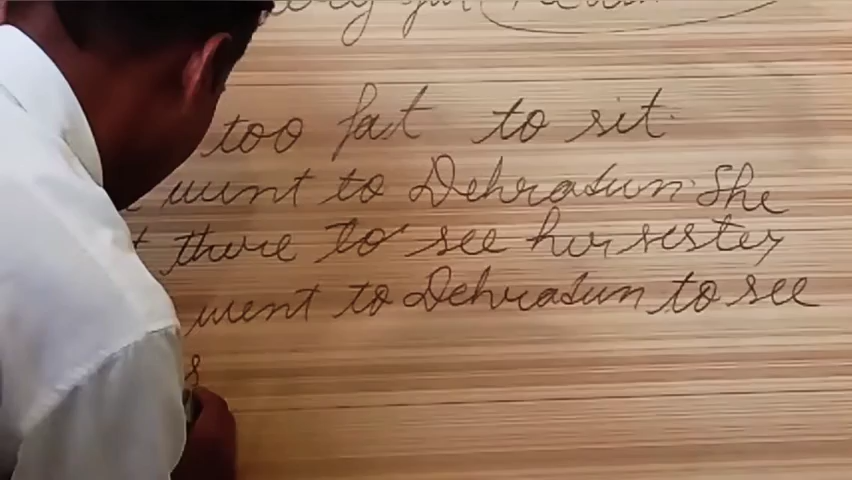 too fat to sit.
went to Dehradun. She
t there to see her sister
went to Dehradun to see
s